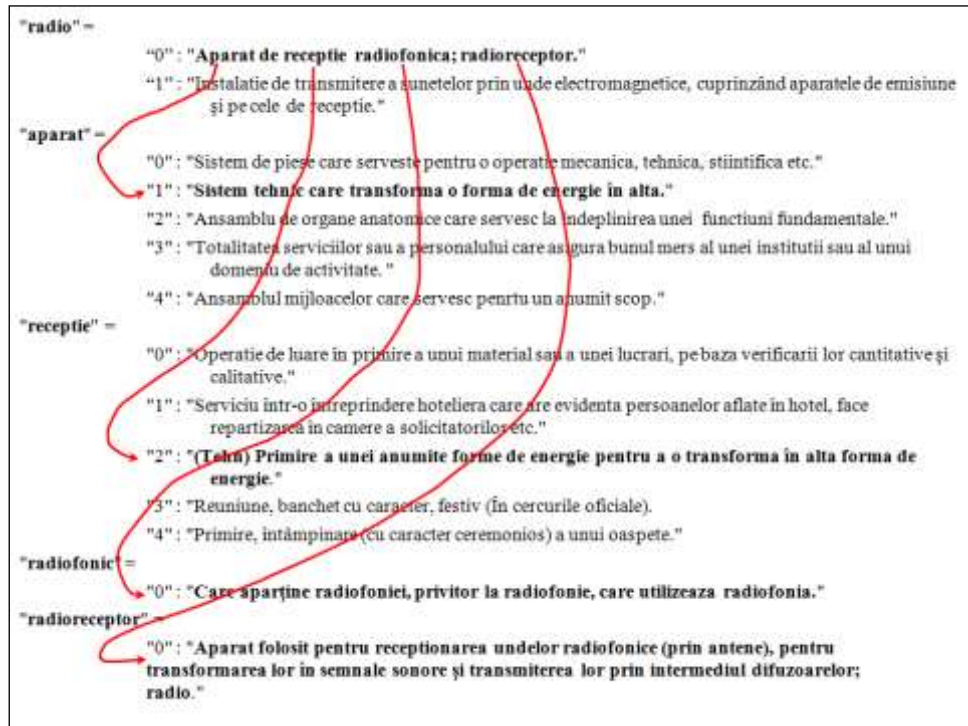 "radio" =
"0" : "Aparat de receptie radiofonica; radioreceptor."
"1" : "Instalatie de transmitere a sunetelor prin unde electromagnetice, cuprinzând aparatele de emisiune
și pe cele de receptie."
"aparat" =
"0" : "Sistem de piese care serveste pentru o operatie mecanica, tehnica, stiintifica etc."
"1" : "Sistem tehnic care transforma o forma de energie în alta."
"2" : "Ansamblu de organe anatomice care servesc la îndeplinirea unei functiuni fundamentale."
"3" : "Totalitatea serviciilor sau a personalului care asigura bunul mers al unei institutii sau al unui
domeniu de activitate. "
"4" : "Ansamblul mijloacelor care servesc penrtu un anumit scop."
"receptie" =
"0" : "Operatie de luare în primire a unui material sau a unei lucrari, pe baza verificarii lor cantitative și
calitative."
"1" : "Serviciu într-o întreprindere hoteliera care are evidenta persoanelor aflate în hotel, face
repartizarea în camere a solicitatorilor etc."
"2" : "(Tehn) Primire a unei anumite forme de energie pentru a o transforma în alta forma de
energie."
"3" : "Reuniune, banchet cu caracter, festiv (În cercurile oficiale).
"4" : "Primire, întâmpinare (cu caracter ceremonios) a unui oaspete."
"radiofonic" =
"0" : "Care aparține radiofoniei, privitor la radiofonie, care utilizeaza radiofonia."
"radioreceptor" =
"0" : "Aparat folosit pentru receptionarea undelor radiofonice (prin antene), pentru
transformarea lor în semnale sonore și transmiterea lor prin intermediul difuzoarelor;
radio."